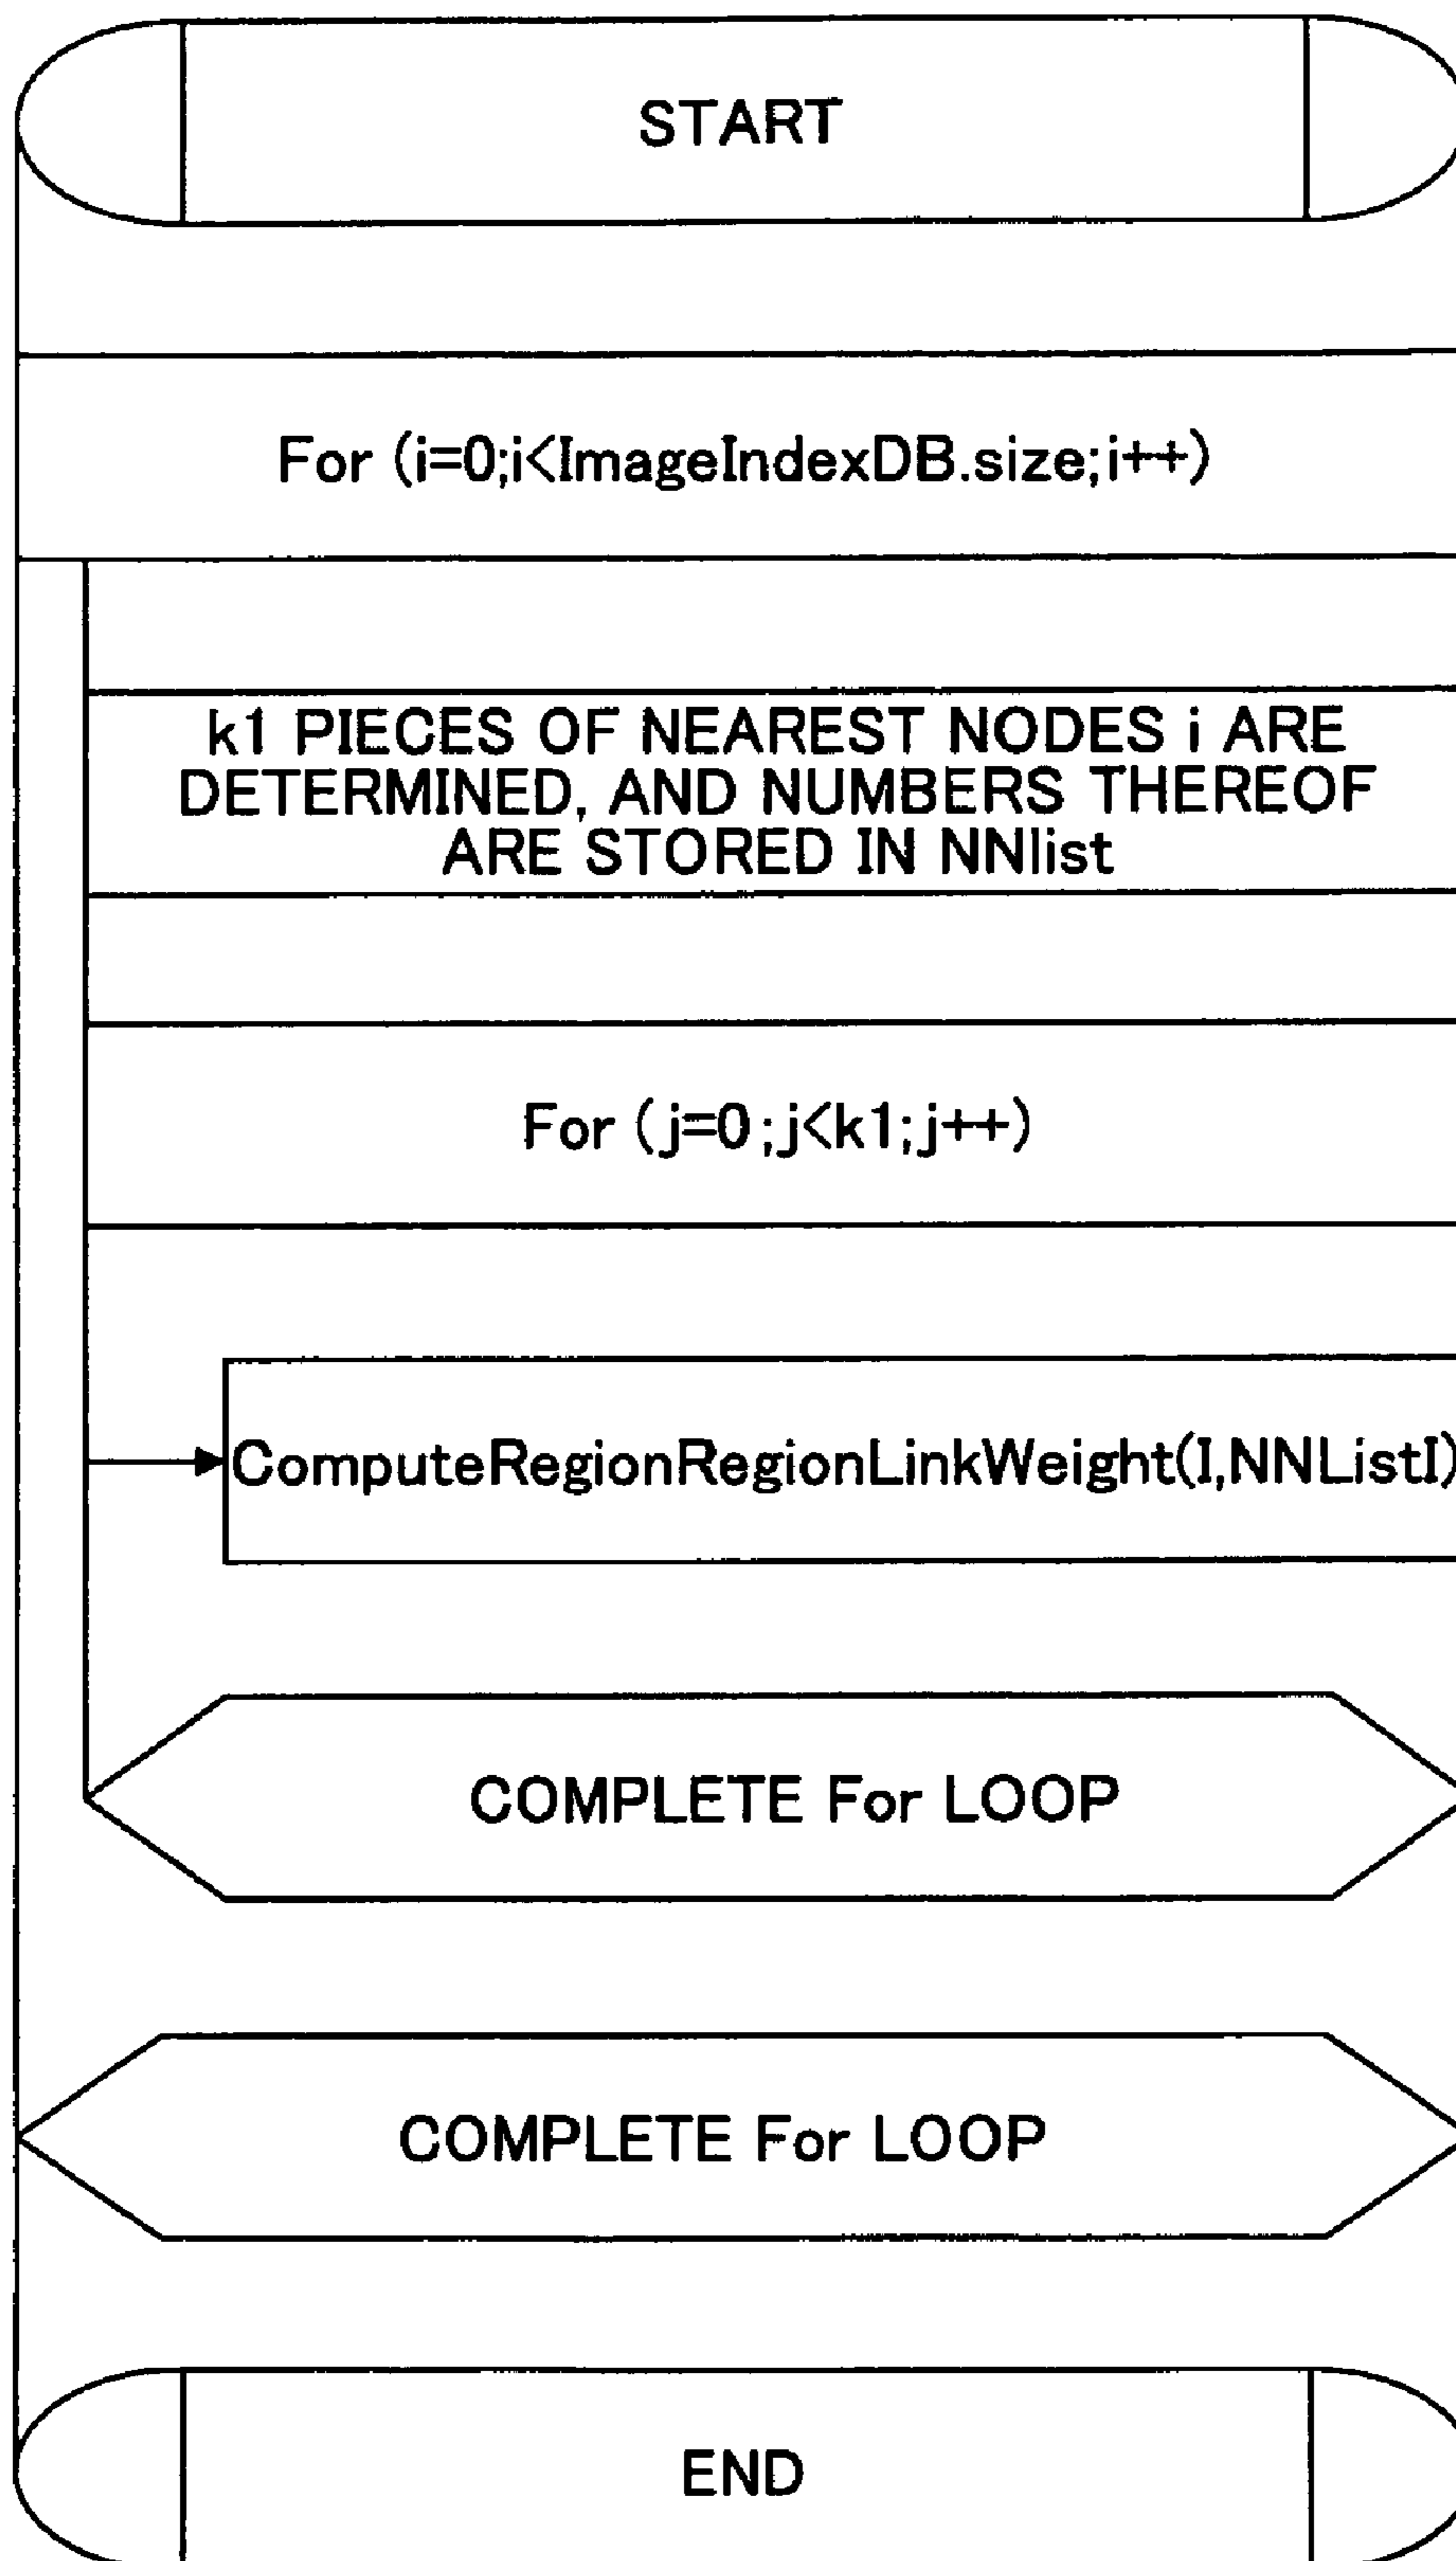 START
For (i=0;i<ImageIndexDB.size;i++)
k1 PIECES OF NEAREST NODES i ARE
DETERMINED, AND NUMBERS THEREOF
ARE STORED IN NNlist
For (j=0;j<k1;j++)
ComputeRegionRegionLinkWeight(I,NNListI)
COMPLETE For LOOP
COMPLETE For LOOP
END